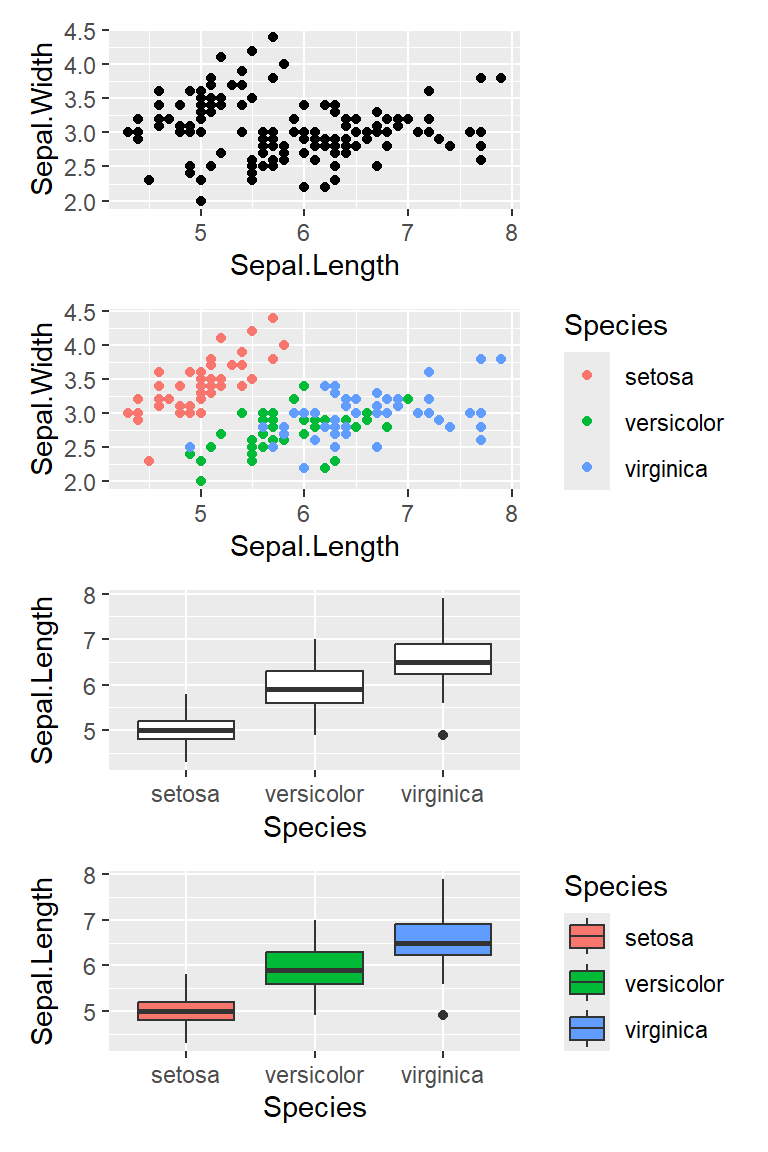 4.5
4.0
3.5
3.0
2.5
2.0
Sepal.Width
5 6 7 8
Sepal.Length
4.5
4.0
3.5
3.0
2.5
2.0
Sepal.Width
5 6 7 8
Sepal.Length
Species
setosa
versicolor
virginica
8
7
6
5
Sepal.Length
setosa versicolor virginica
Species
8
7
6
5
Sepal.Length
setosa versicolor virginica
Species
Species
setosa
versicolor
virginica